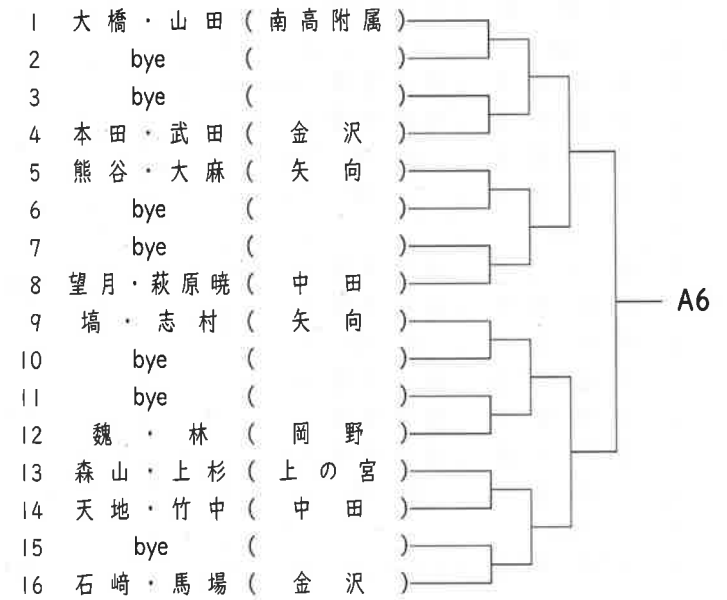 1 大橋・山田 ( 南高附属 )
2 bye ( )
3 bye ( )
4 本田・武田 ( 金沢 )
5 熊谷・大麻 ( 矢向 )
6 bye ( )
7 bye ( )
8 望月・萩原暁 ( 中田 )
A6
9 塙・志村 ( 矢向 )
10 bye ( )
11 bye ( )
12 魏・林 ( 岡野 )
13 森山・上杉 ( 上の宮 )
14 天地・竹中 ( 中田 )
15 bye ( )
16 石﨑・馬場 ( 金沢 )